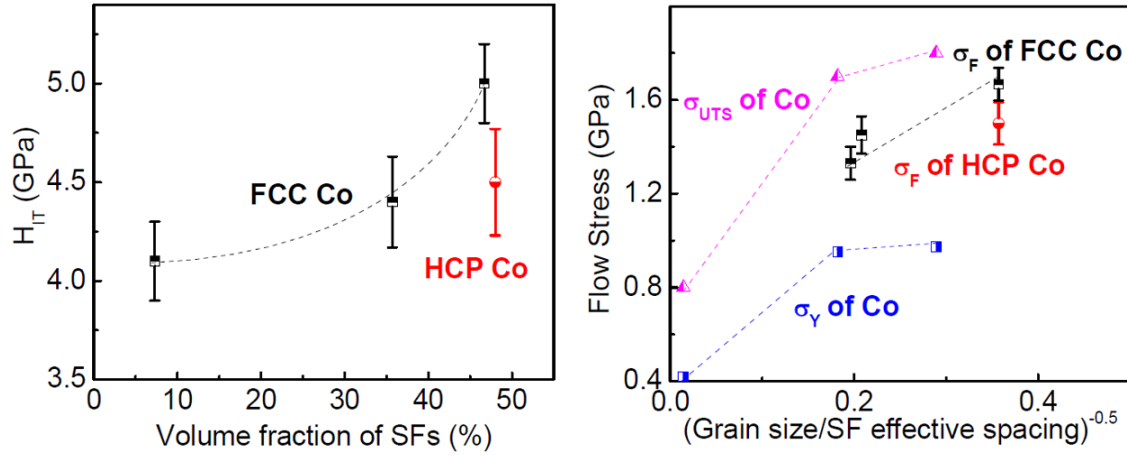 5.0
4.5
4.0
3.5
H_IT (GPa)
FCC Co
HCP Co
0 10 20 30 40 50
Volume fraction of SFs (%)
1.6
1.2
0.8
0.4
Flow Stress (GPa)
σ_F of FCC Co
σ_UTS of Co
σ_F of HCP Co
σ_Y of Co
0.0 0.2 0.4
(Grain size/SF effective spacing)^-0.5